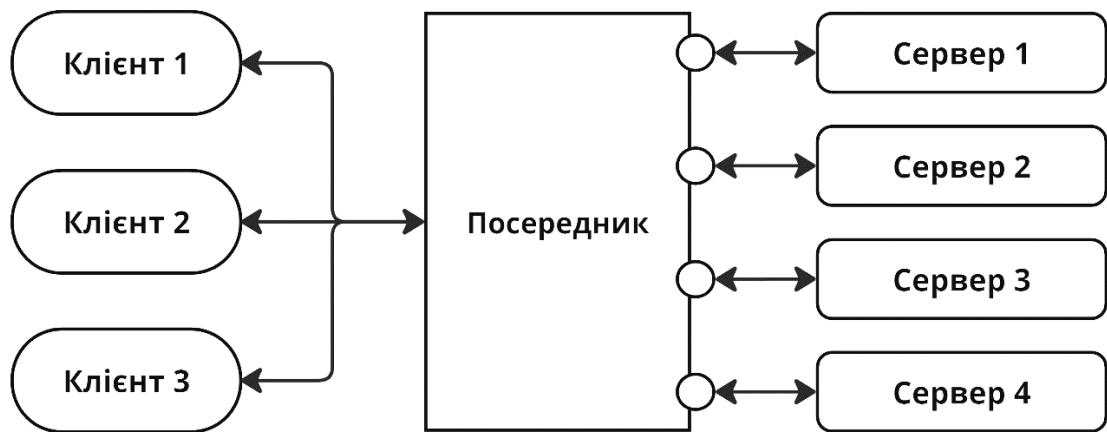 Клієнт 1
Клієнт 2
Клієнт 3
Посередник
Сервер 1
Сервер 2
Сервер 3
Сервер 4